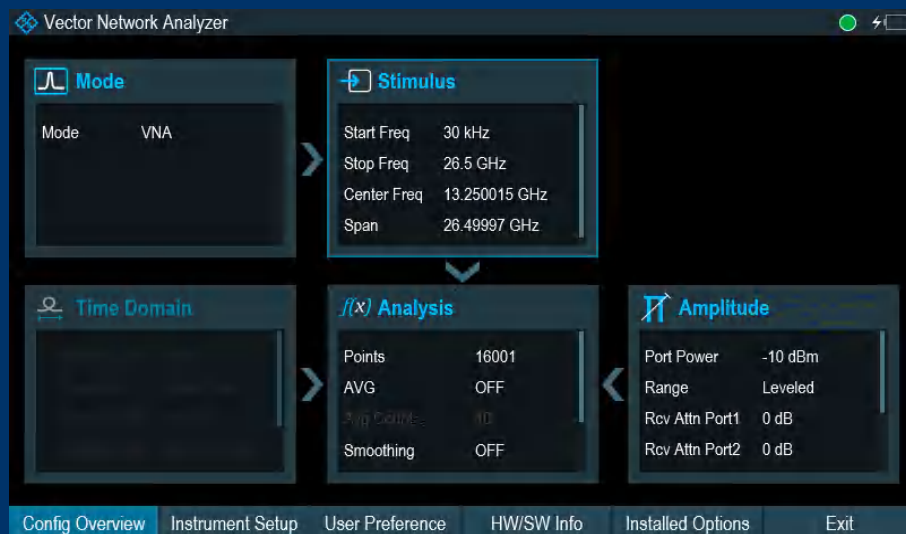 Vector Network Analyzer
Mode
Mode VNA
Stimulus
Start Freq 30 kHz
Stop Freq 26.5 GHz
Center Freq 13.250015 GHz
Span 26.49997 GHz
Time Domain
f(x) Analysis
Points 16001
AVG OFF
Avg Count 10
Smoothing OFF
Amplitude
Port Power -10 dBm
Range Leveled
Rcv Attn Port1 0 dB
Rcv Attn Port2 0 dB
Config Overview Instrument Setup User Preference HW/SW Info Installed Options Exit